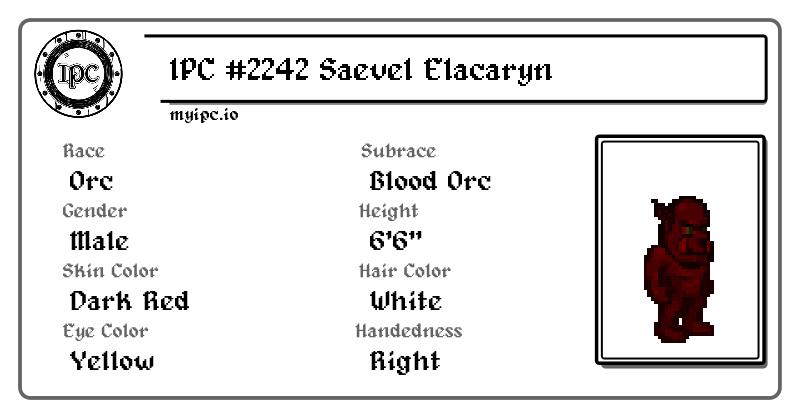 IPC
IPC #2242 Saevel Elacaryn
myipc.io
Race
Orc
Subrace
Blood Orc
Gender
Male
Height
6'6"
Skin Color
Dark Red
Hair Color
White
Eye Color
Yellow
Handedness
Right